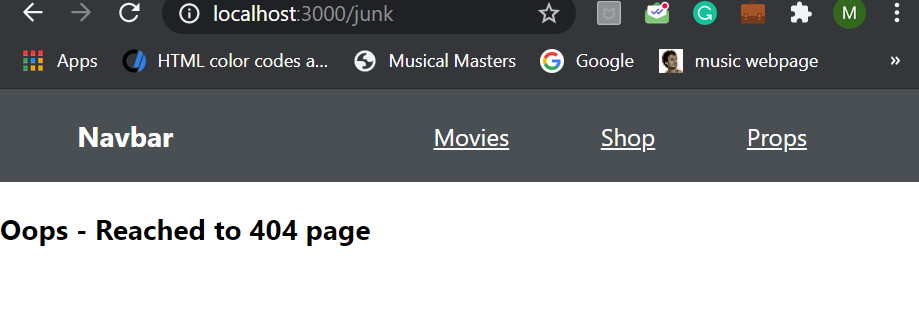 localhost:3000/junk
M
Apps HTML color codes a... Musical Masters Google music webpage »
Navbar Movies Shop Props
Oops - Reached to 404 page